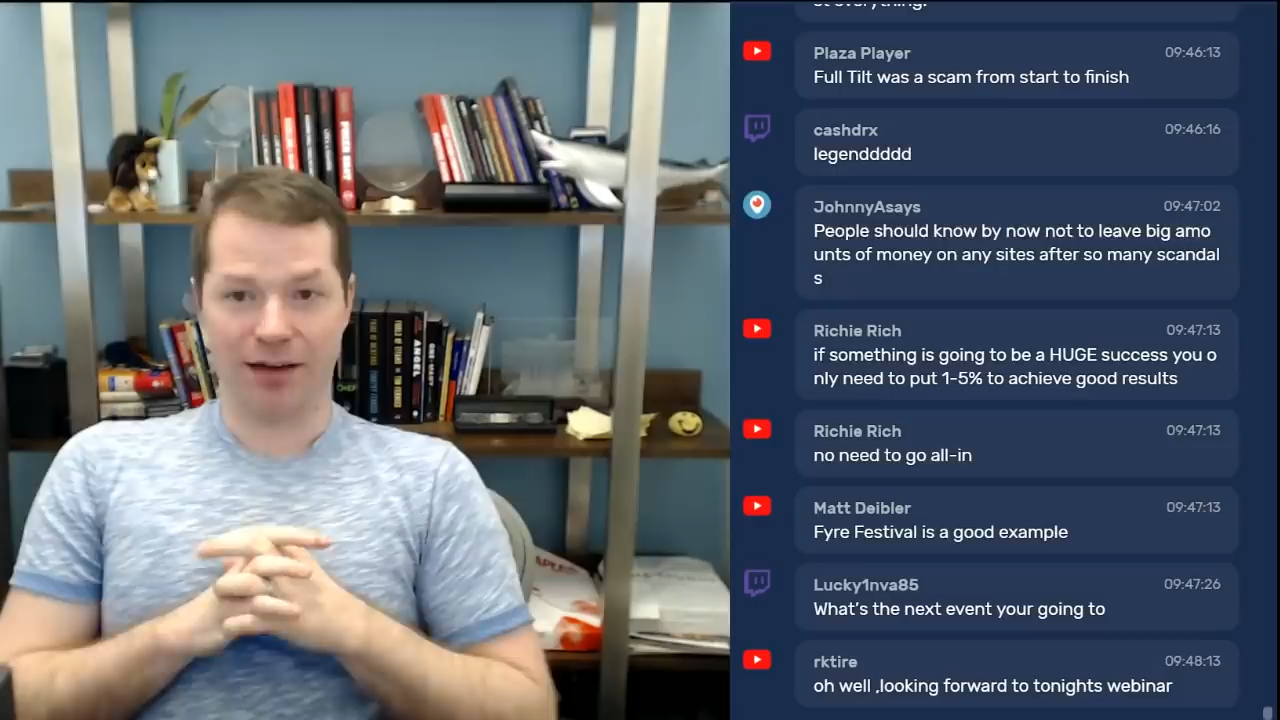 Plaza Player 09:46:13
Full Tilt was a scam from start to finish
cashdrx 09:46:16
legendddd
JohnnyAsays 09:47:02
People should know by now not to leave big amo
unts of money on any sites after so many scandal
s
Richie Rich 09:47:13
if something is going to be a HUGE success you o
nly need to put 1-5% to achieve good results
Richie Rich 09:47:13
no need to go all-in
Matt Deibler 09:47:13
Fyre Festival is a good example
Lucky1nva85 09:47:26
What's the next event your going to
rktire 09:48:13
oh well ,looking forward to tonights webinar
ANGEL